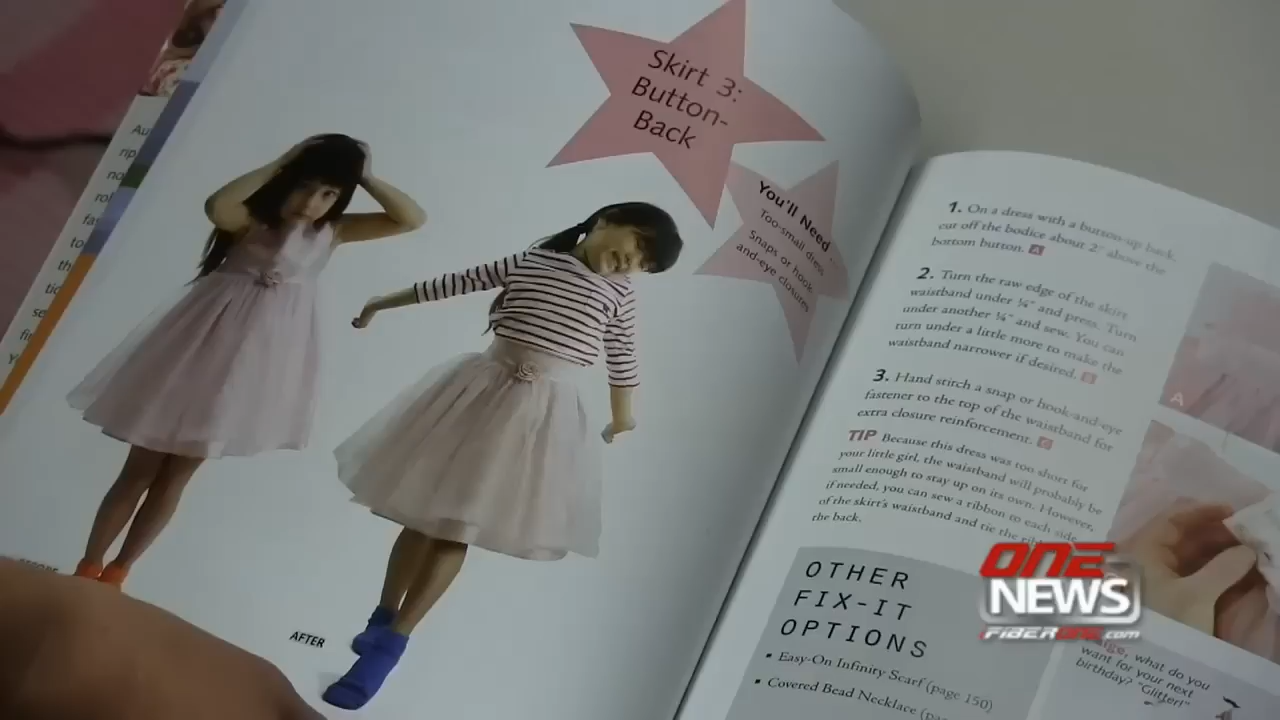 Skirt 3:
Button-
Back
You'll Need
Too-small dress
Snaps or hook-
and-eye closures
AFTER
1. On a dress with a button-up back,
cut off the bodice about 2" above the
bottom button. A
2. Turn the raw edge of the skirt
waistband under ¼" and press. Turn
under another ¼" and sew. You can
turn under a little more to make the
waistband narrower if desired. B
3. Hand stitch a snap or hook-and-eye
fastener to the top of the waistband for
extra closure reinforcement. C
TIP Because this dress was too short for
your little girl, the waistband will probably be
small enough to stay up on its own. However,
if needed, you can sew a ribbon to each side
of the skirt's waistband and tie the
the back.
A
OTHER
FIX-IT
OPTIONS
• Easy-On Infinity Scarf (page 150)
• Covered Bead Necklace
what do you
want for your next
birthday? "Glitter!"
ONE
NEWS
FIBERONE.com